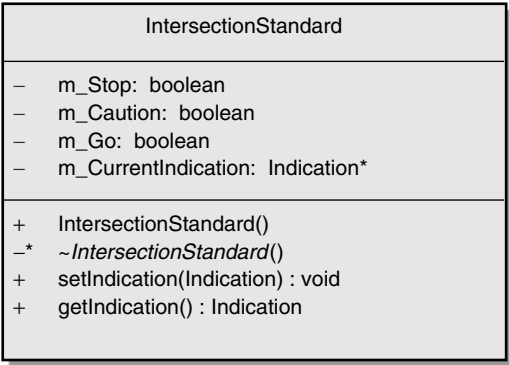 IntersectionStandard
– m_Stop: boolean
– m_Caution: boolean
– m_Go: boolean
– m_CurrentIndication: Indication*
+ IntersectionStandard()
–* ~IntersectionStandard()
+ setIndication(Indication) : void
+ getIndication() : Indication